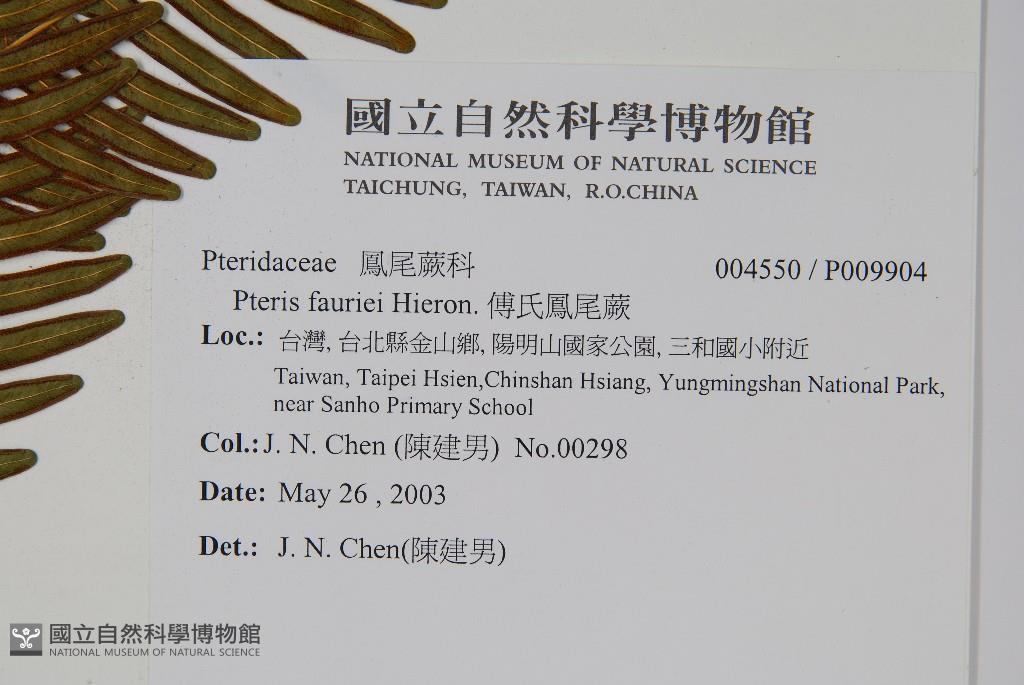 國立自然科學博物館
NATIONAL MUSEUM OF NATURAL SCIENCE
TAICHUNG, TAIWAN, R.O.CHINA
Pteridaceae 鳳尾蕨科 004550 / P009904
Pteris fauriei Hieron. 傅氏鳳尾蕨
Loc.: 台灣, 台北縣金山鄉, 陽明山國家公園, 三和國小附近
Taiwan, Taipei Hsien,Chinshan Hsiang, Yungmingshan National Park,
near Sanho Primary School
Col.: J. N. Chen (陳建男) No.00298
Date: May 26 , 2003
Det.: J. N. Chen(陳建男)
國立自然科學博物館
NATIONAL MUSEUM OF NATURAL SCIENCE